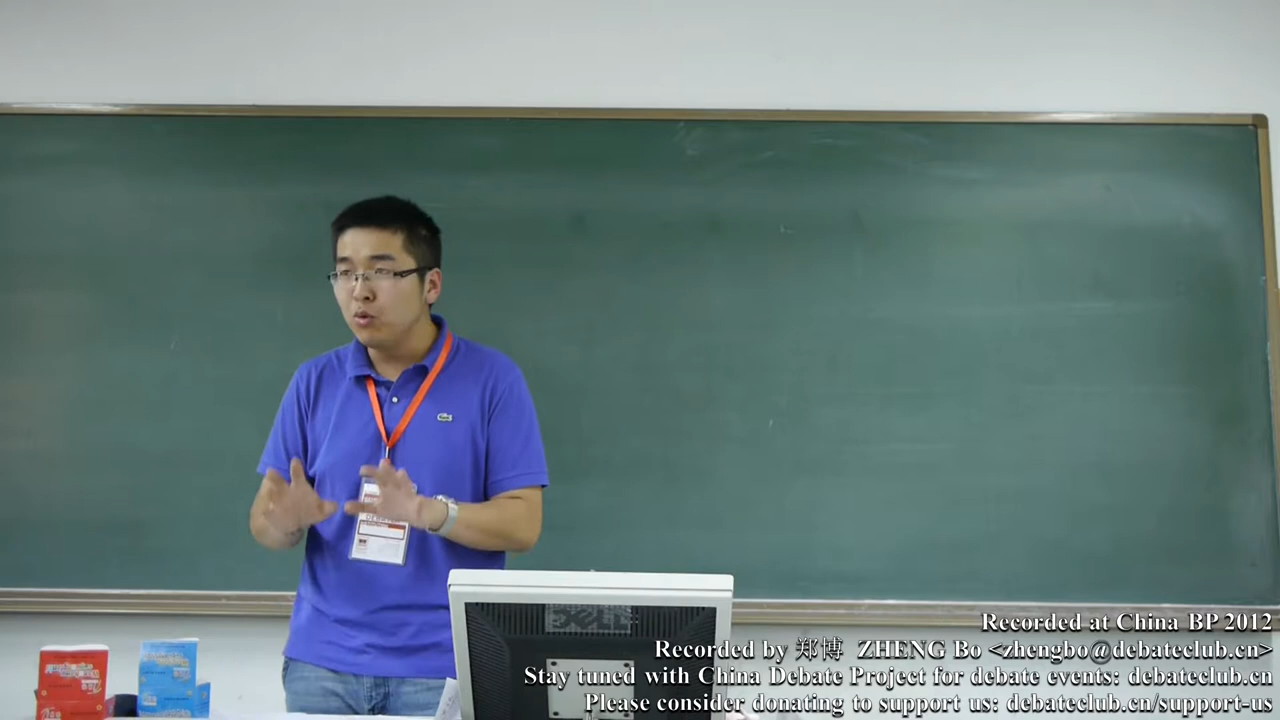 Recorded at China BP 2012
Recorded by 郑博 ZHENG Bo <zhengbo@debateclub.cn>
Stay tuned with China Debate Project for debate events: debateclub.cn
Please consider donating to support us: debateclub.cn/support-us